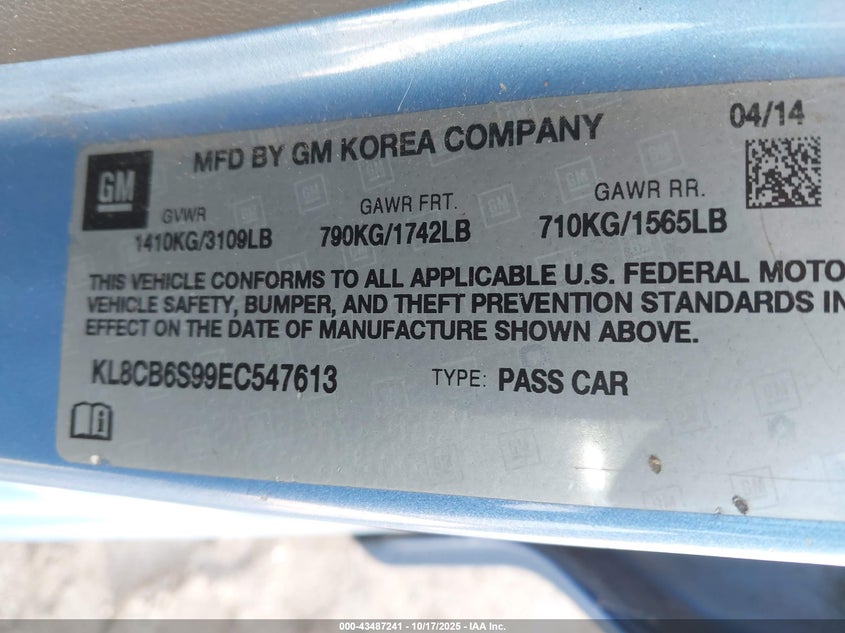 MFD BY GM KOREA COMPANY
04/14
GM
GVWR
GAWR FRT.
GAWR RR.
1410KG/3109LB
790KG/1742LB
710KG/1565LB
THIS VEHICLE CONFORMS TO ALL APPLICABLE U.S. FEDERAL MOTO
VEHICLE SAFETY, BUMPER, AND THEFT PREVENTION STANDARDS IN
EFFECT ON THE DATE OF MANUFACTURE SHOWN ABOVE.
KL8CB6S99EC547613
TYPE: PASS CAR
000 -43487241 - 10/17/2025 - IAA Inc.